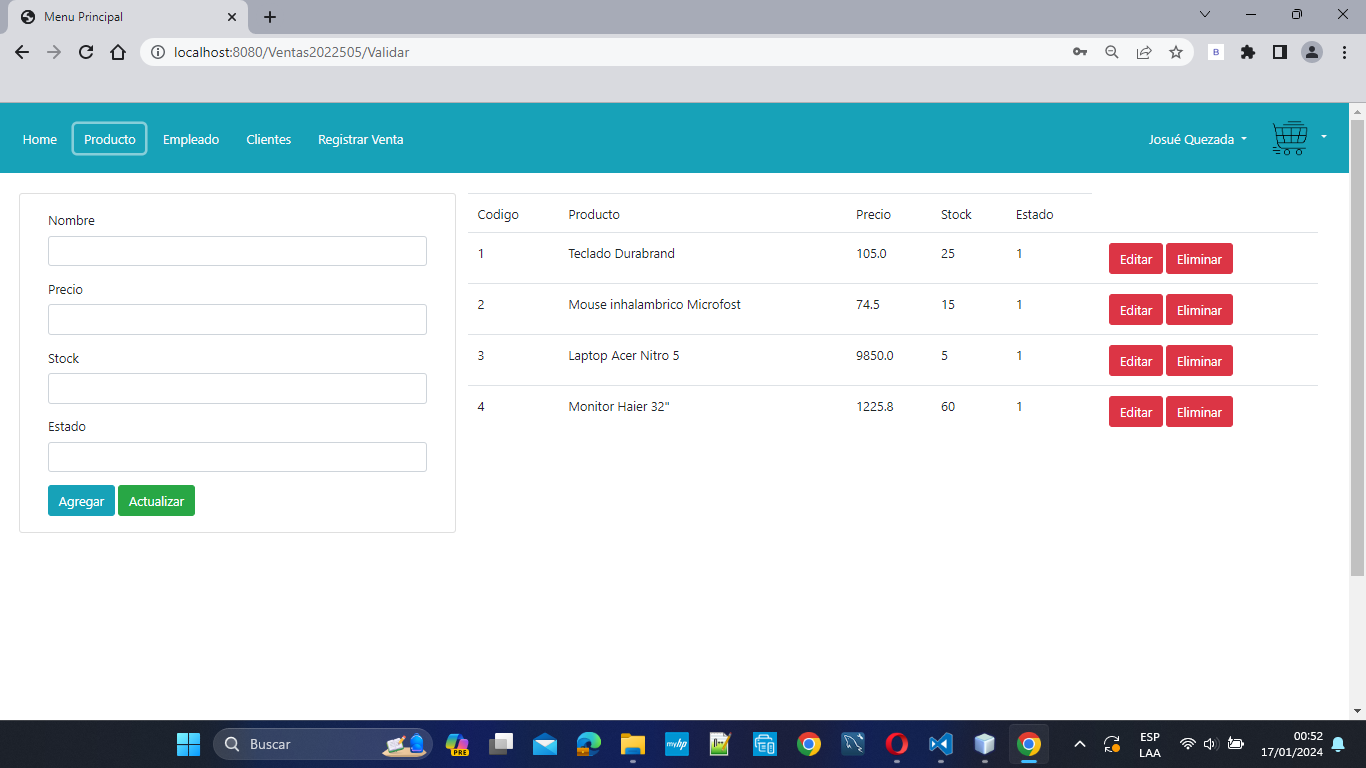 Menu Principal
localhost:8080/Ventas2022505/Validar
B
Home Producto Empleado Clientes Registrar Venta Josué Quezada
Nombre
Precio
Stock
Estado
Agregar Actualizar
Codigo Producto Precio Stock Estado
1 Teclado Durabrand 105.0 25 1 Editar Eliminar
2 Mouse inhalambrico Microfost 74.5 15 1 Editar Eliminar
3 Laptop Acer Nitro 5 9850.0 5 1 Editar Eliminar
4 Monitor Haier 32" 1225.8 60 1 Editar Eliminar
Buscar
PRE
myhp
ESP
LAA
00:52
17/01/2024